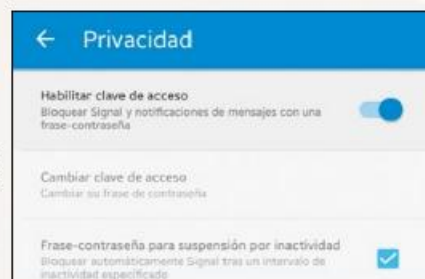 Privacidad
Habilitar clave de acceso
Bloquear Signal y notificaciones de mensajes con una
frase-contraseña
Cambiar clave de acceso
Cambiar su frase de contraseña
Frase-contraseña para suspensión por inactividad
Bloquear automáticamente Signal tras un intervalo de
inactividad especificado